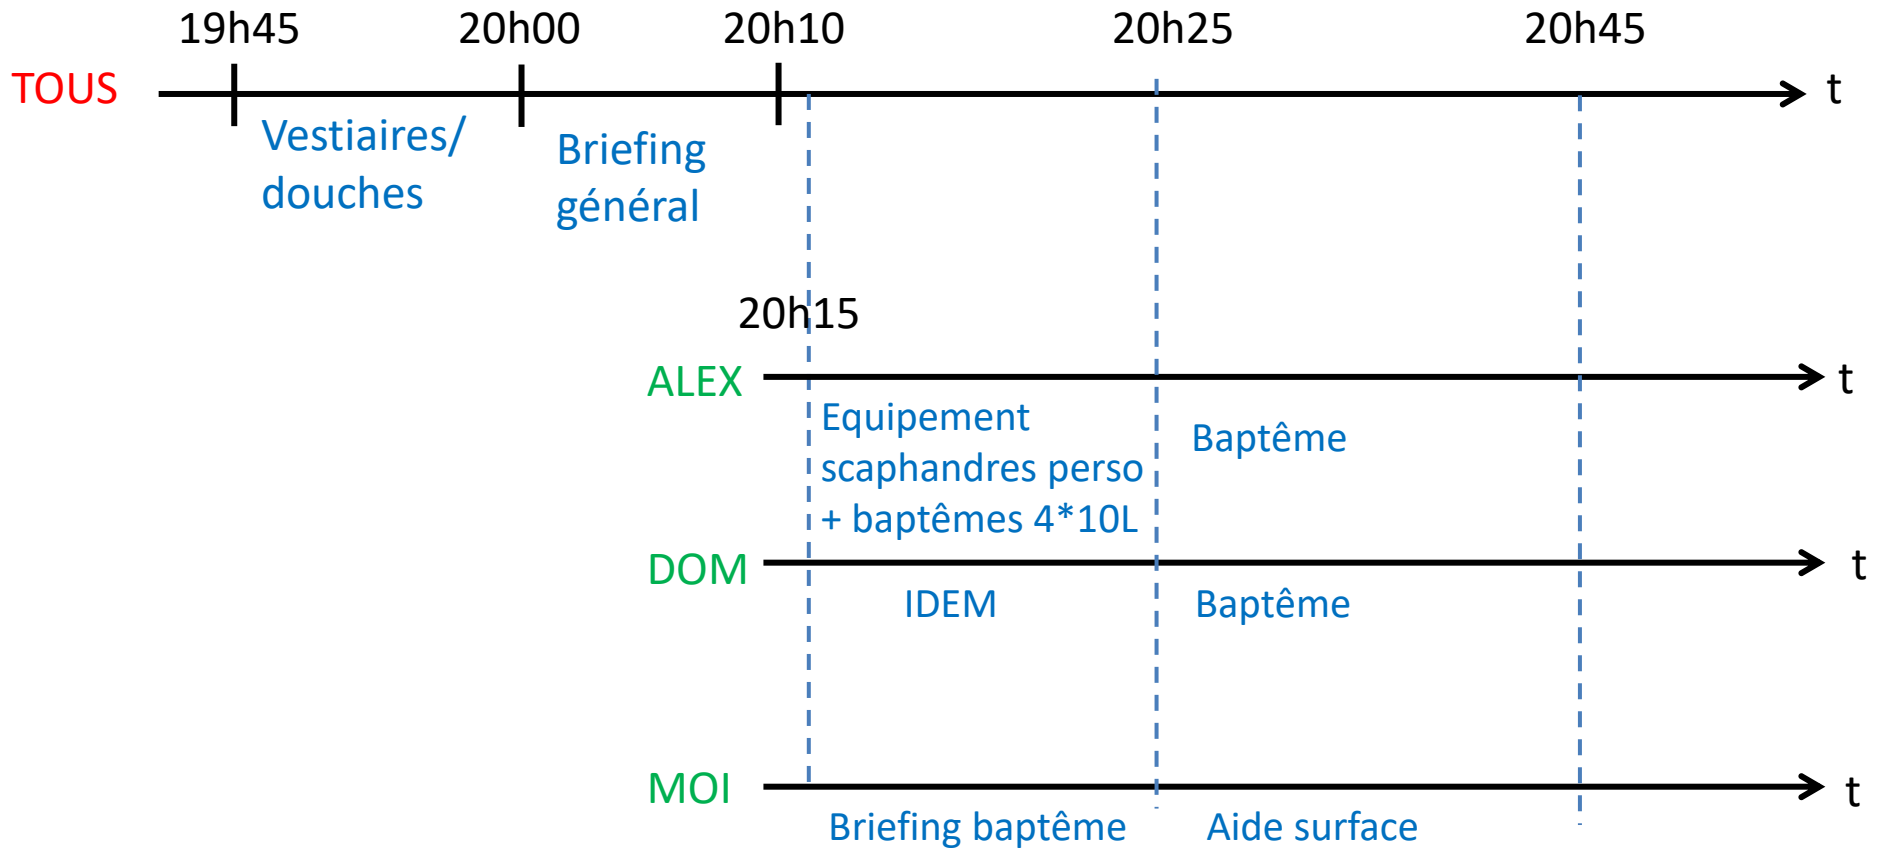 19h45 20h00 20h10 20h25 20h45
TOUS t
Vestiaires/
douches
Briefing
général
20h15
ALEX t
Equipement
scaphandres perso
+ baptêmes 4*10L
Baptême
DOM t
IDEM Baptême
MOI t
Briefing baptême Aide surface